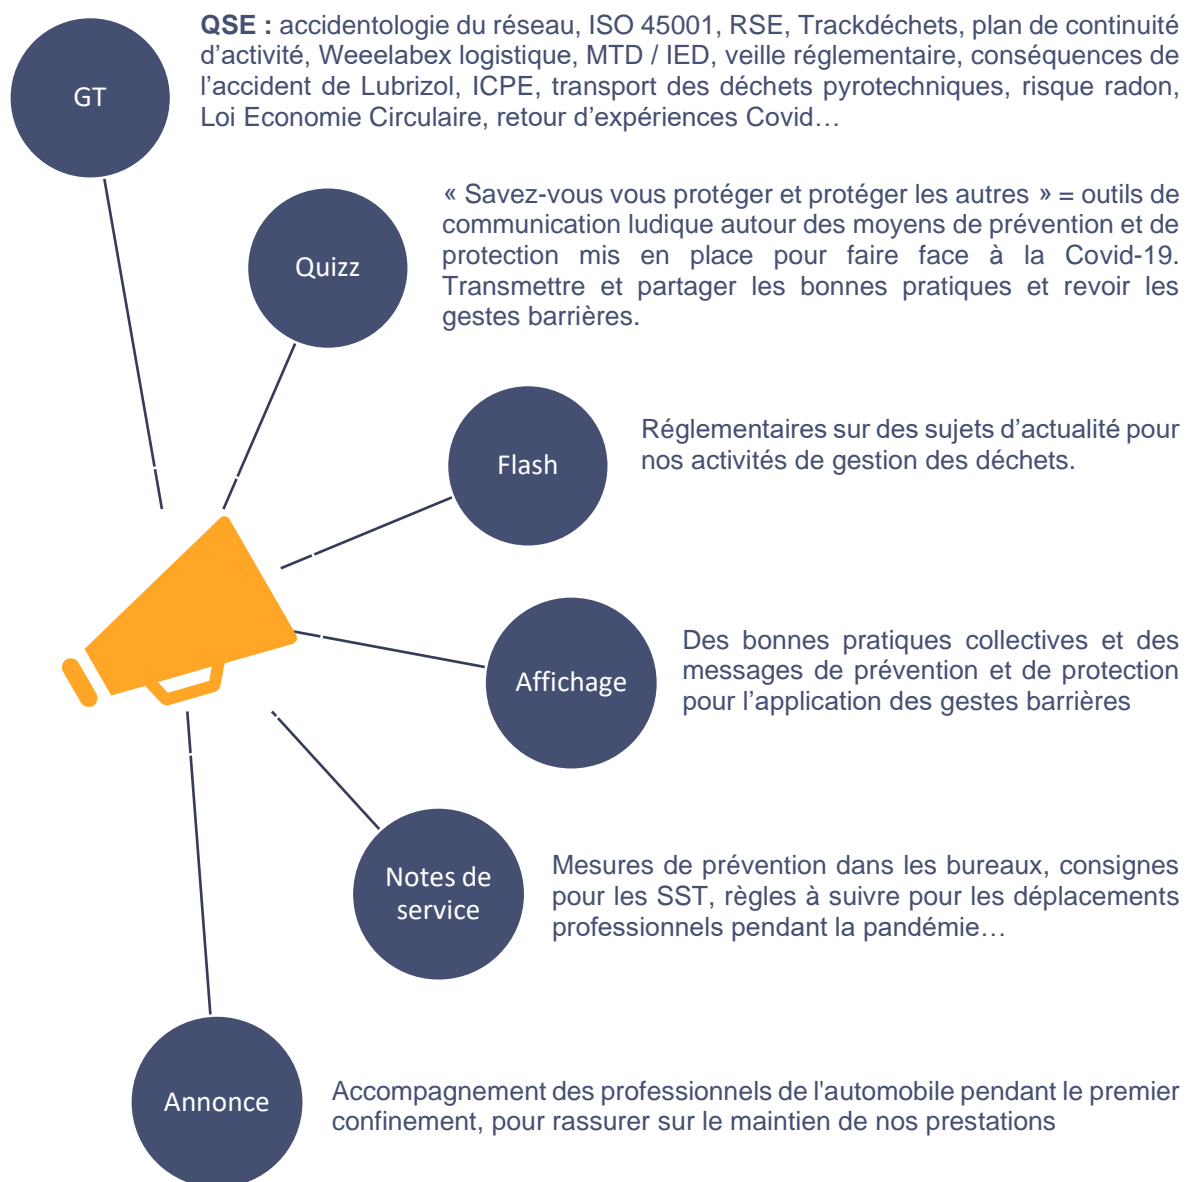 GT
QSE : accidentologie du réseau, ISO 45001, RSE, Trackdéchets, plan de continuité
d’activité, Weeelabex logistique, MTD / IED, veille réglementaire, conséquences de
l’accident de Lubrizol, ICPE, transport des déchets pyrotechniques, risque radon,
Loi Economie Circulaire, retour d’expériences Covid…
Quizz
« Savez-vous vous protéger et protéger les autres » = outils de
communication ludique autour des moyens de prévention et de
protection mis en place pour faire face à la Covid-19.
Transmettre et partager les bonnes pratiques et revoir les
gestes barrières.
Flash
Réglementaires sur des sujets d’actualité pour
nos activités de gestion des déchets.
Affichage
Des bonnes pratiques collectives et des
messages de prévention et de protection
pour l’application des gestes barrières
Notes de
service
Mesures de prévention dans les bureaux, consignes
pour les SST, règles à suivre pour les déplacements
professionnels pendant la pandémie…
Annonce
Accompagnement des professionnels de l'automobile pendant le premier
confinement, pour rassurer sur le maintien de nos prestations